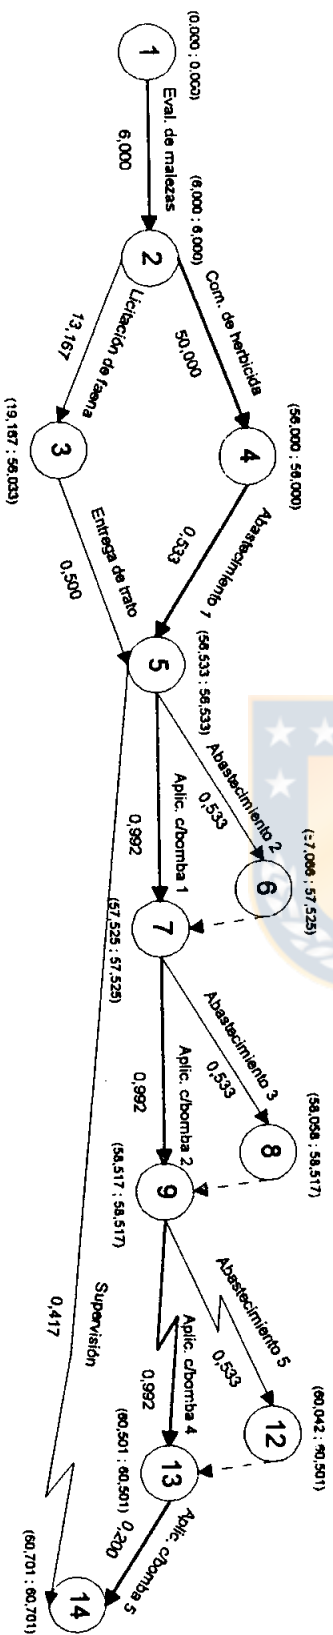 (0,000 ; 0,000)
1
Eval. de malezas
6,000
(6,000 ; 6,000)
2
Com. de herbicida
50,000
Licitación de faena
13,167
(56,000 ; 56,000)
4
(19,167 ; 56,033)
3
Abastecimiento 1
0,533
Entrega de trato
0,500
(56,533 ; 56,533)
5
Abastecimiento 2
0,533
Aplic. c/bomba 1
0,992
6
(57,525 ; 57,525)
7
Abastecimiento 3
0,533
Aplic. c/bomba 2
0,992
(58,058 ; 58,517)
8
(58,517 ; 58,517)
9
Abastecimiento 5
0,533
Aplic. c/bomba 4
0,992
Supervisión
0,417
(60,042 ; 60,501)
12
(60,501 ; 60,501)
13
Aplic. c/bomba 5
0,200
(60,701 ; 60,701)
14